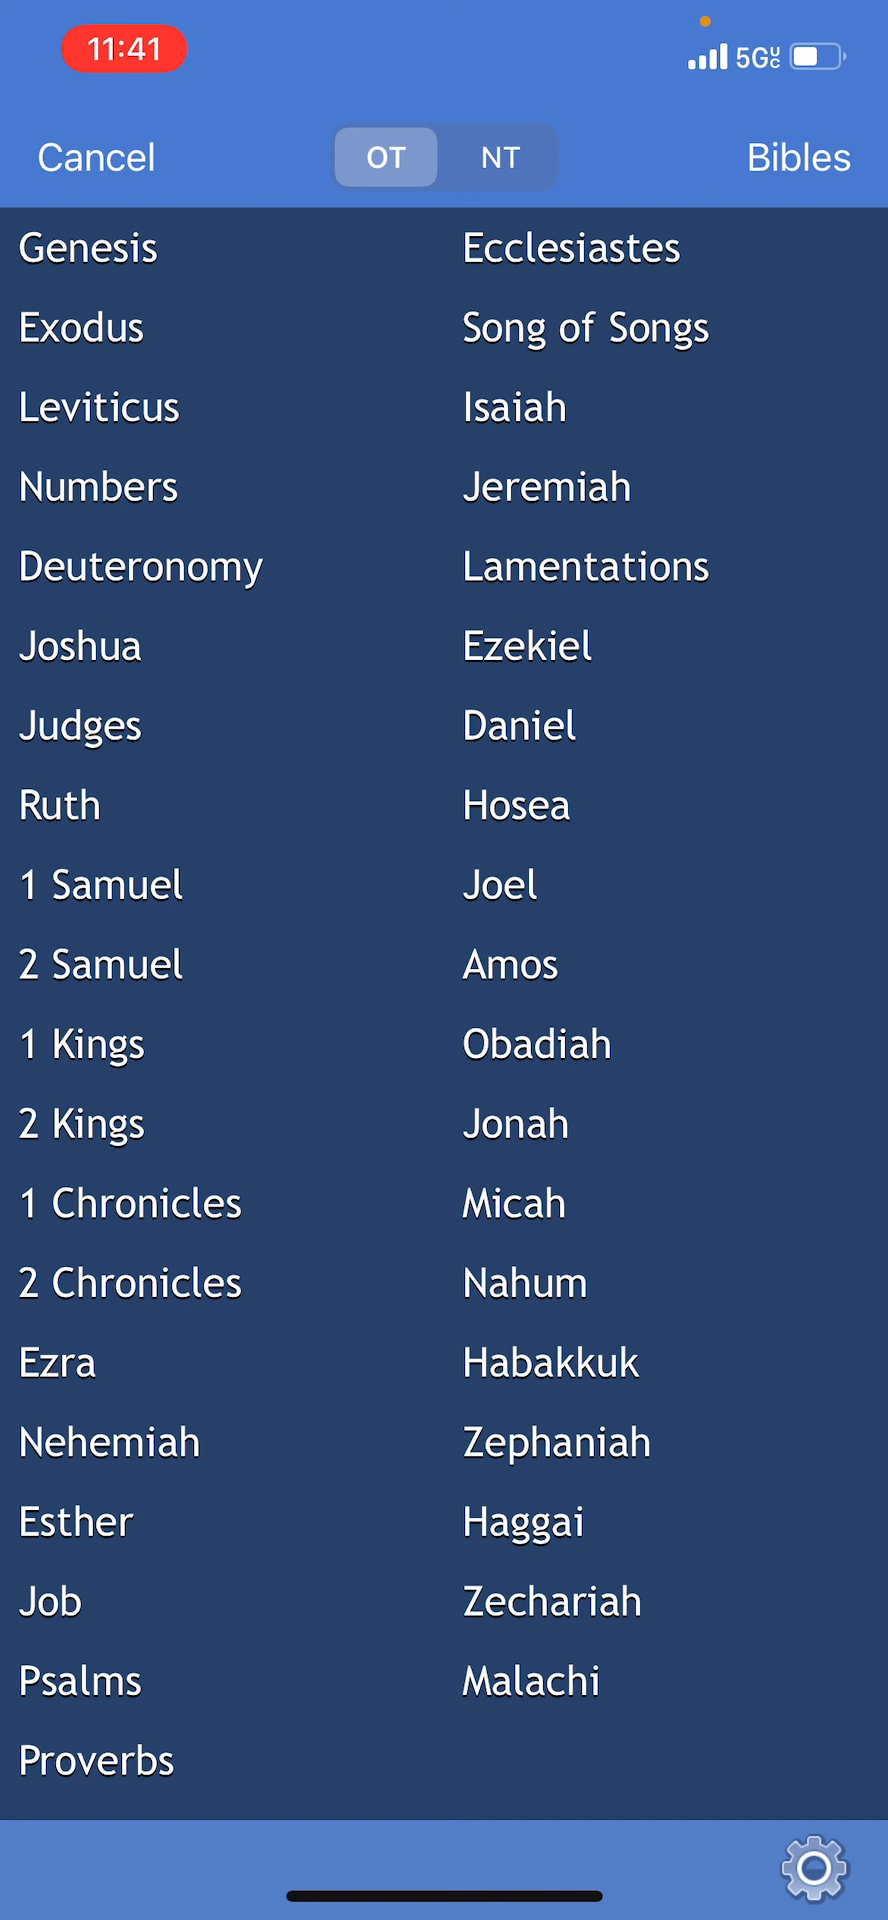 11:41
5GUC
Cancel
OT
NT
Bibles
Genesis
Exodus
Leviticus
Numbers
Deuteronomy
Joshua
Judges
Ruth
1 Samuel
2 Samuel
1 Kings
2 Kings
1 Chronicles
2 Chronicles
Ezra
Nehemiah
Esther
Job
Psalms
Proverbs
Ecclesiastes
Song of Songs
Isaiah
Jeremiah
Lamentations
Ezekiel
Daniel
Hosea
Joel
Amos
Obadiah
Jonah
Micah
Nahum
Habakkuk
Zephaniah
Haggai
Zechariah
Malachi